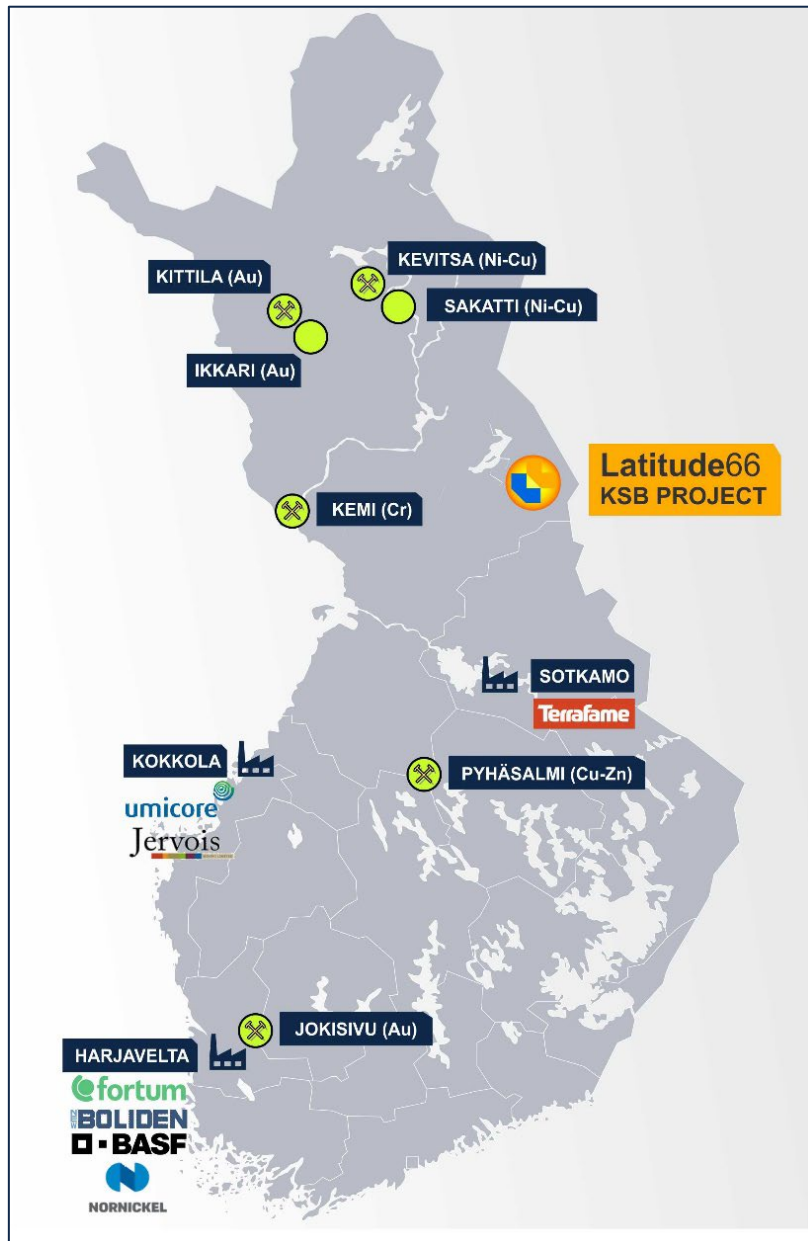 KEVITSA (Ni-Cu)
KITTILA (Au)
SAKATTI (Ni-Cu)
IKKARI (Au)
Latitude66
KSB PROJECT
KEMI (Cr)
SOTKAMO
Terrafame
KOKKOLA
PYHÄSALMI (Cu-Zn)
umicore
Jervois
JOKISIVU (Au)
HARJAVELTA
fortum
BOLIDEN
BASF
NORNICKEL